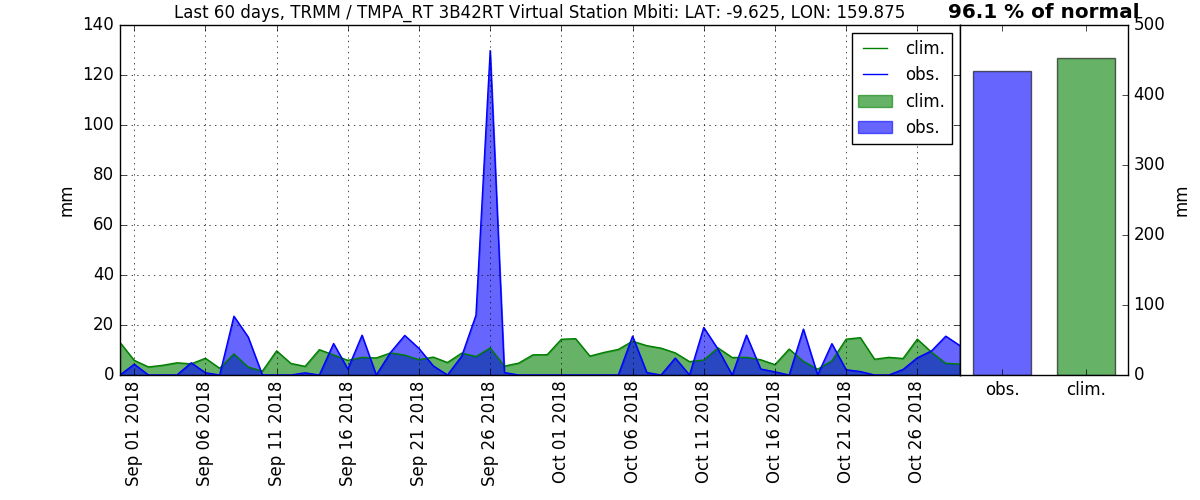 Last 60 days, TRMM / TMPA_RT 3B42RT Virtual Station Mbiti: LAT: -9.625, LON: 159.875
96.1 % of normal
140
120
100
80
60
40
20
0
mm
clim.
obs.
clim.
obs.
500
400
300
200
100
0
mm
Sep 01 2018
Sep 06 2018
Sep 11 2018
Sep 16 2018
Sep 21 2018
Sep 26 2018
Oct 01 2018
Oct 06 2018
Oct 11 2018
Oct 16 2018
Oct 21 2018
Oct 26 2018
obs.
clim.